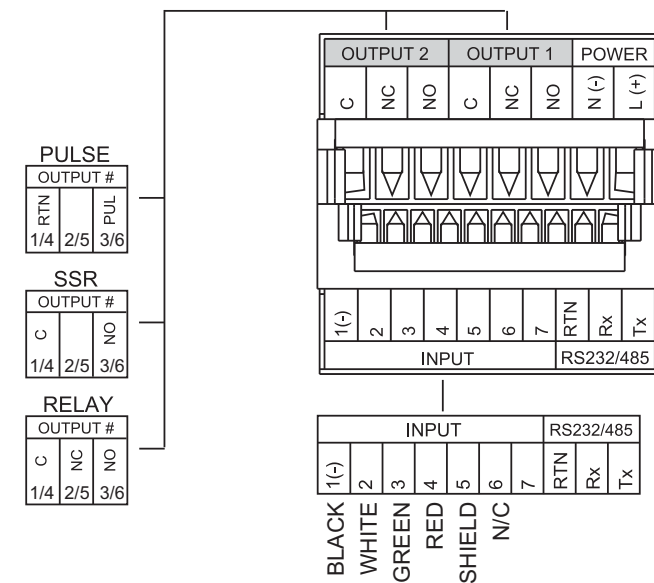 OUTPUT 2 OUTPUT 1 POWER
C NC NO C NC NO N (-) L (+)
PULSE
OUTPUT #
RTN PUL
1/4 2/5 3/6
SSR
OUTPUT #
C NO
1/4 2/5 3/6
RELAY
OUTPUT #
C NC NO
1/4 2/5 3/6
1(-) 2 3 4 5 6 7 RTN Rx Tx
INPUT RS232/485
INPUT RS232/485
1(-) 2 3 4 5 6 7 RTN Rx Tx
BLACK WHITE GREEN RED SHIELD N/C